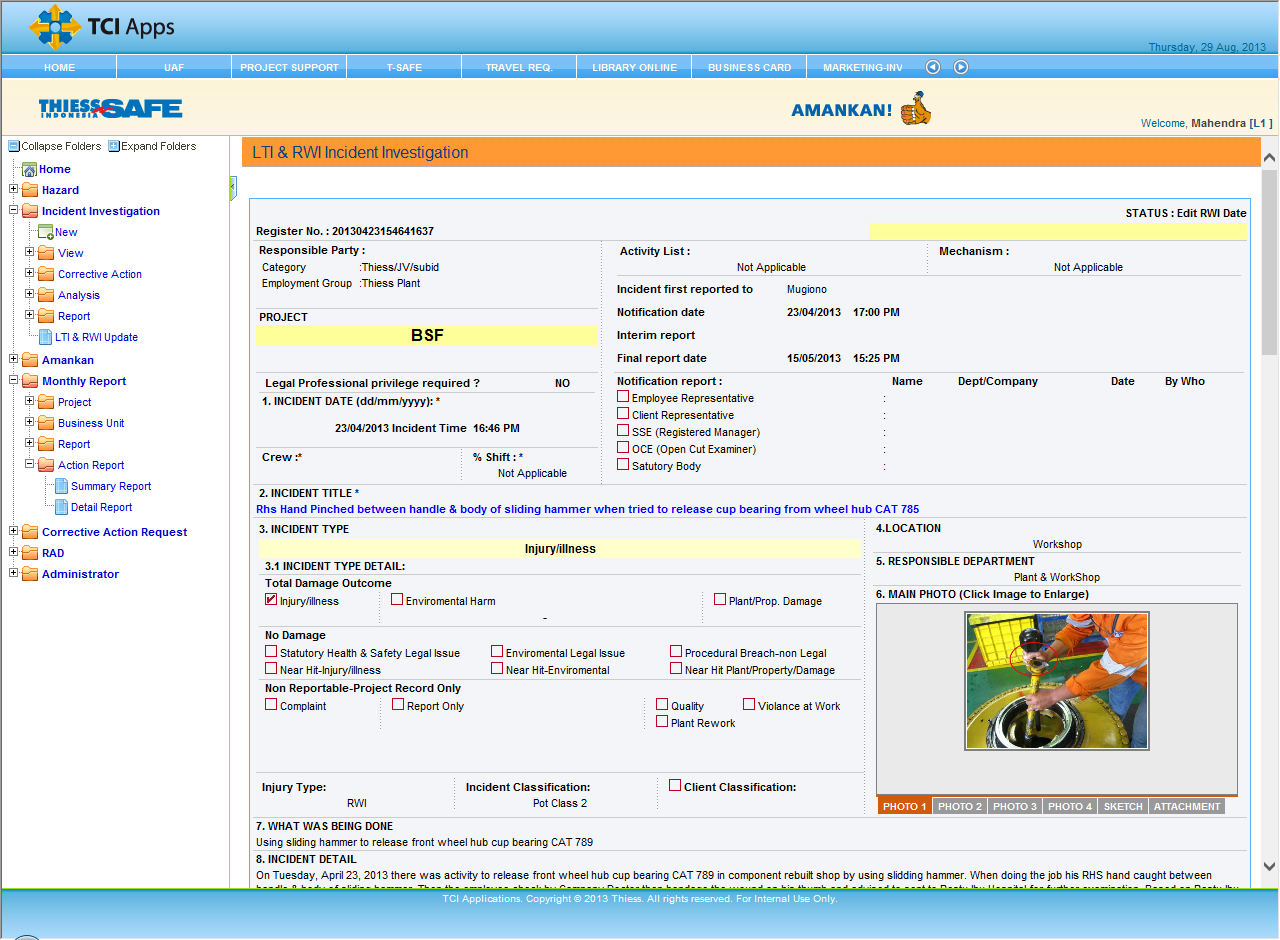 TCI Apps
Thursday, 29 Aug, 2013
HOME UAF PROJECT SUPPORT T-SAFE TRAVEL REQ. LIBRARY ONLINE BUSINESS CARD MARKETING-INV
THIESS SAFE
INDONESIA
AMANKAN!
Welcome, Mahendra [L1 ]
Collapse Folders Expand Folders
Home
Hazard
Incident Investigation
New
View
Corrective Action
Analysis
Report
LTI & RWI Update
Amankan
Monthly Report
Project
Business Unit
Report
Action Report
Summary Report
Detail Report
Corrective Action Request
RAD
Administrator
LTI & RWI Incident Investigation
STATUS : Edit RWI Date
Register No. : 20130423154641637
Responsible Party :
Category :Thiess/JV/subid
Employment Group :Thiess Plant
PROJECT
BSF
Legal Professional privilege required ? NO
1. INCIDENT DATE (dd/mm/yyyy): *
23/04/2013 Incident Time 16:46 PM
Crew :*
% Shift : *
Not Applicable
Activity List :
Not Applicable
Mechanism :
Not Applicable
Incident first reported to Mugiono
Notification date 23/04/2013 17:00 PM
Interim report
Final report date 15/05/2013 15:25 PM
Notification report : Name Dept/Company Date By Who
Employee Representative :
Client Representative :
SSE (Registered Manager) :
OCE (Open Cut Examiner) :
Satutory Body :
2. INCIDENT TITLE *
Rhs Hand Pinched between handle & body of sliding hammer when tried to release cup bearing from wheel hub CAT 785
3. INCIDENT TYPE
Injury/illness
3.1 INCIDENT TYPE DETAIL:
Total Damage Outcome
Injury/illness Enviromental Harm Plant/Prop. Damage
-
No Damage
Statutory Health & Safety Legal Issue Enviromental Legal Issue Procedural Breach-non Legal
Near Hit-Injury/illness Near Hit-Enviromental Near Hit Plant/Property/Damage
Non Reportable-Project Record Only
Complaint Report Only Quality Violance at Work
Plant Rework
Injury Type: Incident Classification: Client Classification:
RWI Pot Class 2
4.LOCATION
Workshop
5. RESPONSIBLE DEPARTMENT
Plant & WorkShop
6. MAIN PHOTO (Click Image to Enlarge)
PHOTO 1 PHOTO 2 PHOTO 3 PHOTO 4 SKETCH ATTACHMENT
7. WHAT WAS BEING DONE
Using sliding hammer to release front wheel hub cup bearing CAT 789
8. INCIDENT DETAIL
On Tuesday, April 23, 2013 there was activity to release front wheel hub cup bearing CAT 789 in component rebuilt shop by using slidding hammer. When doing the job his RHS hand caught between
TCI Applications. Copyright © 2013 Thiess. All rights reserved. For Internal Use Only.